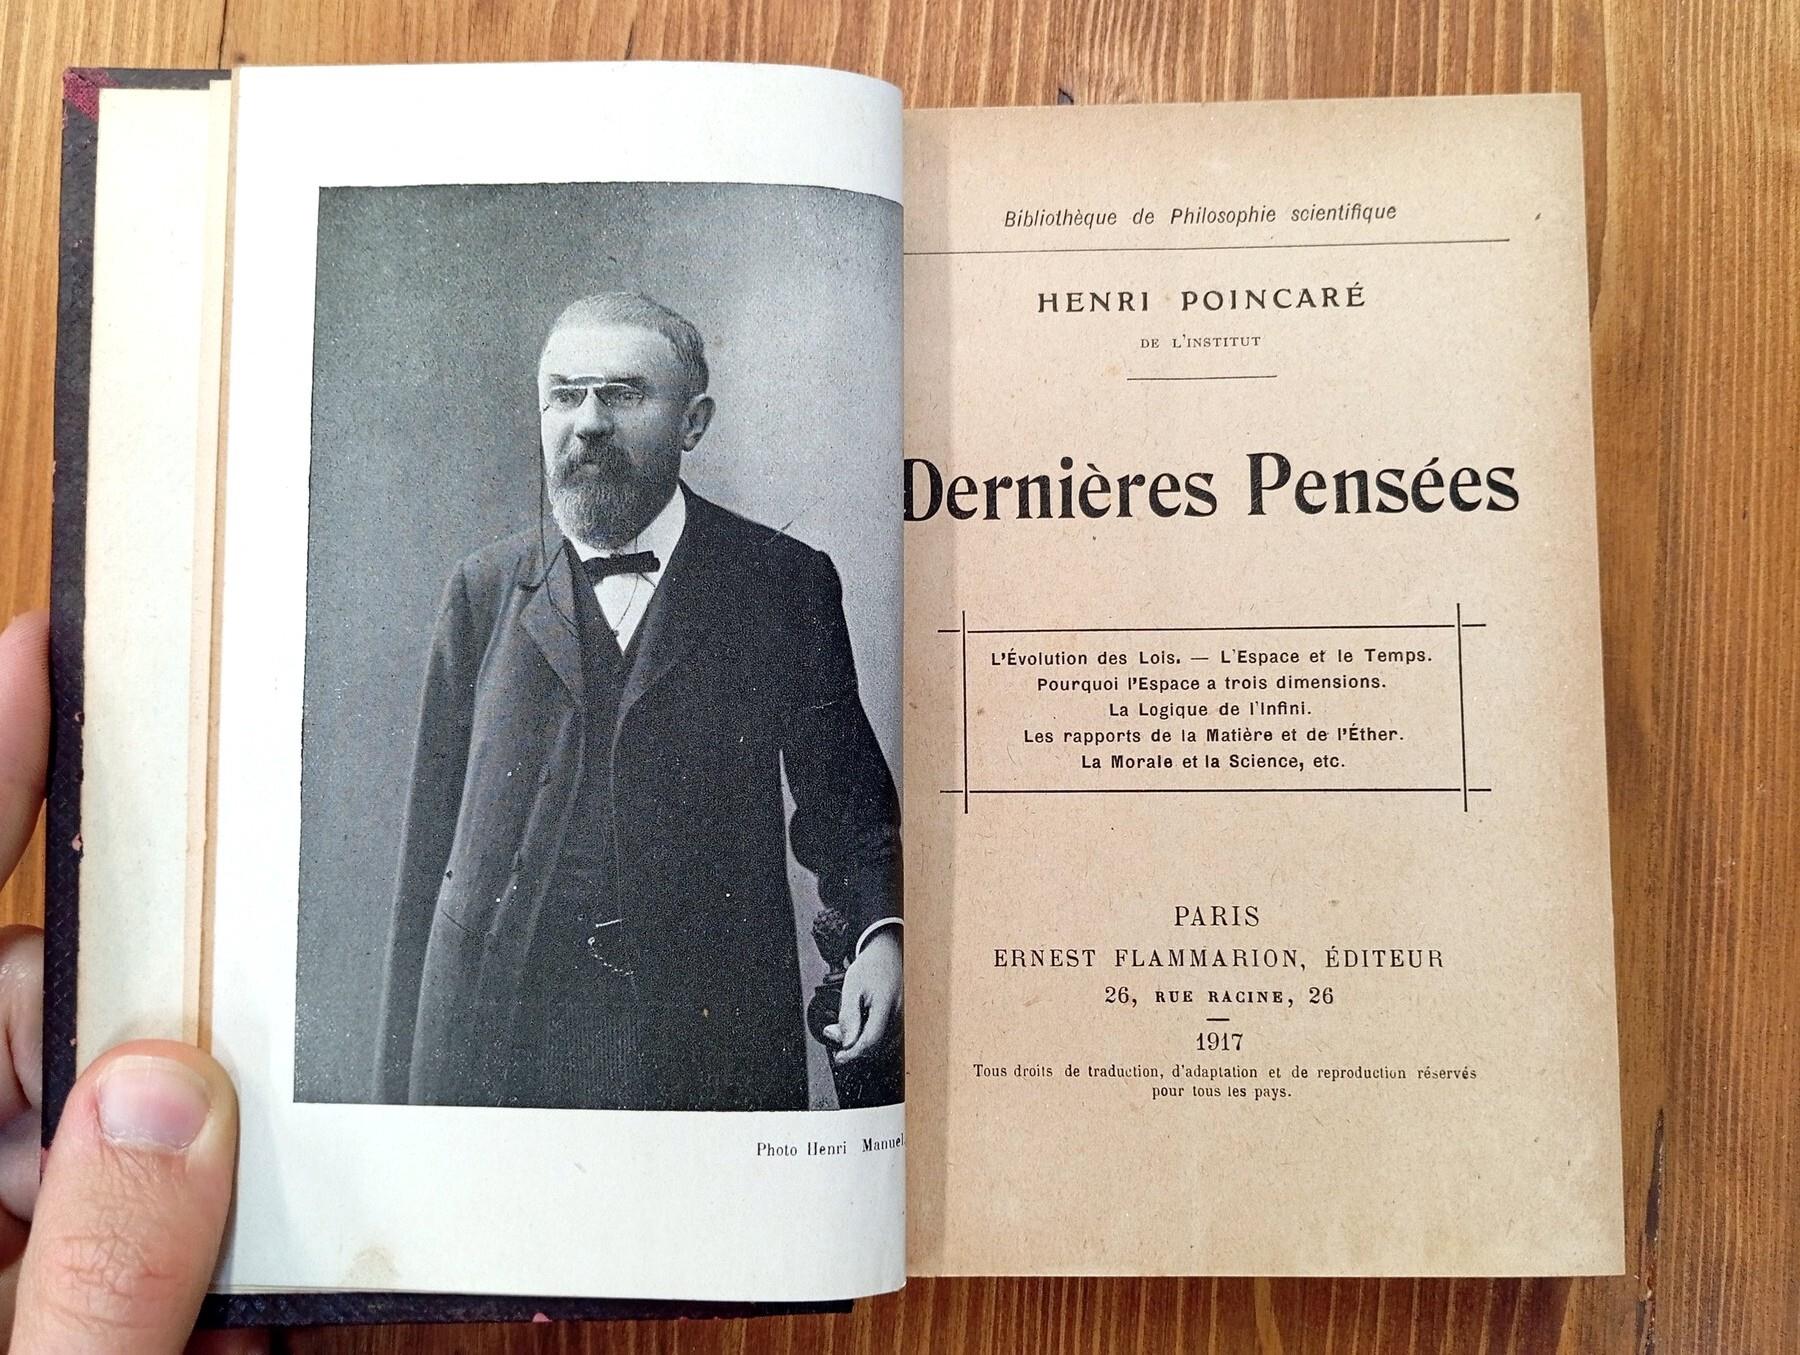 Photo Henri Manuel
Bibliothèque de Philosophie scientifique
HENRI POINCARÉ
DE L'INSTITUT
Dernières Pensées
L'Évolution des Lois. — L'Espace et le Temps.
Pourquoi l'Espace a trois dimensions.
La Logique de l'Infini.
Les rapports de la Matière et de l'Éther.
La Morale et la Science, etc.
PARIS
ERNEST FLAMMARION, ÉDITEUR
26, RUE RACINE, 26
1917
Tous droits de traduction, d'adaptation et de reproduction réservés
pour tous les pays.